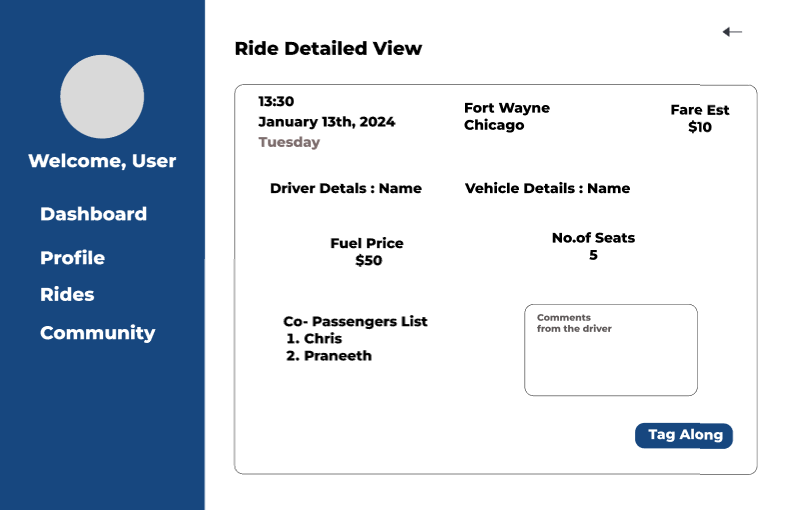 Welcome, User
Dashboard
Profile
Rides
Community
Ride Detailed View
13:30
January 13th, 2024
Tuesday
Fort Wayne
Chicago
Fare Est
$10
Driver Detals : Name
Vehicle Details : Name
Fuel Price
$50
No.of Seats
5
Co- Passengers List
1. Chris
2. Praneeth
Comments
from the driver
Tag Along